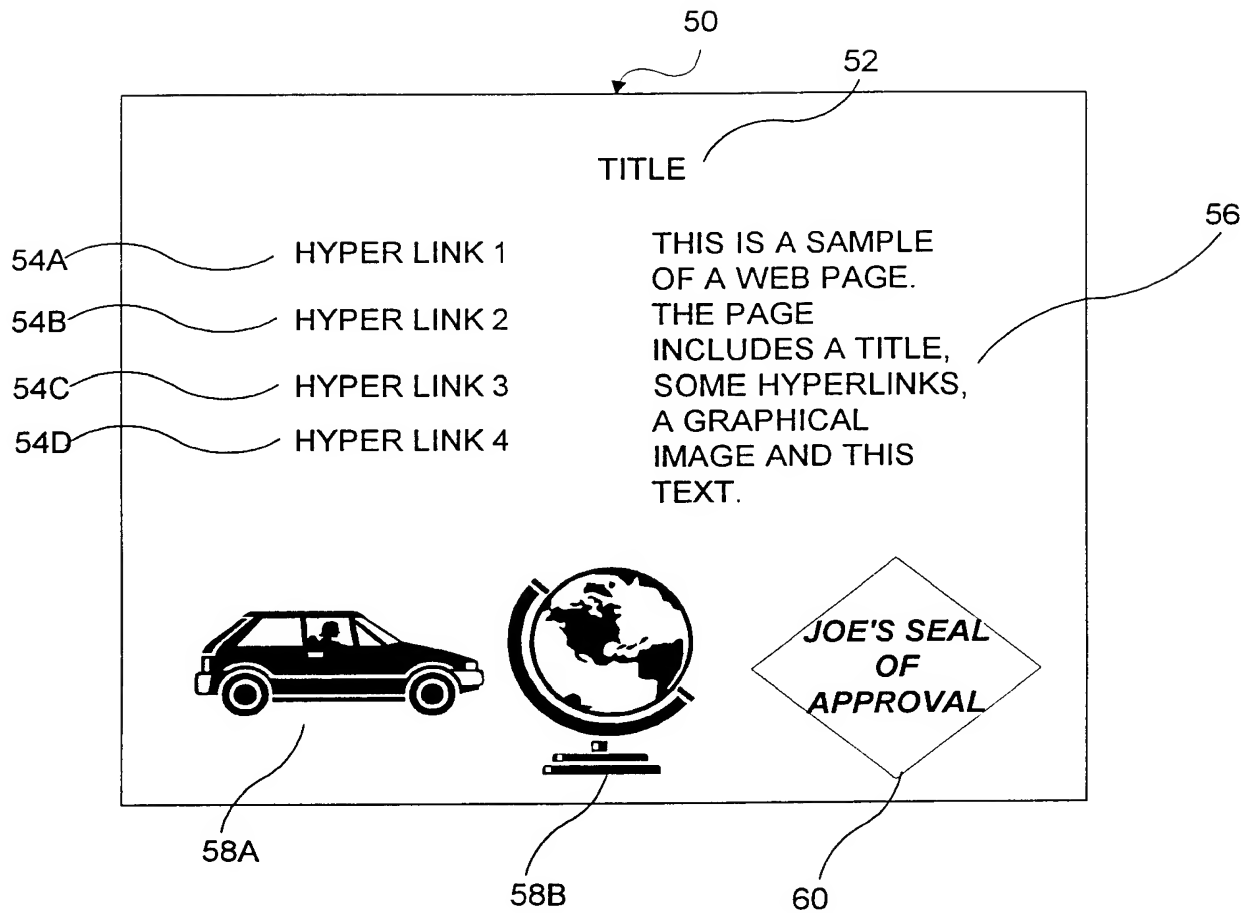 50
52
TITLE
56
54A
HYPER LINK 1
54B
HYPER LINK 2
54C
HYPER LINK 3
54D
HYPER LINK 4
THIS IS A SAMPLE
OF A WEB PAGE.
THE PAGE
INCLUDES A TITLE,
SOME HYPERLINKS,
A GRAPHICAL
IMAGE AND THIS
TEXT.
JOE'S SEAL
OF
APPROVAL
58A
58B
60